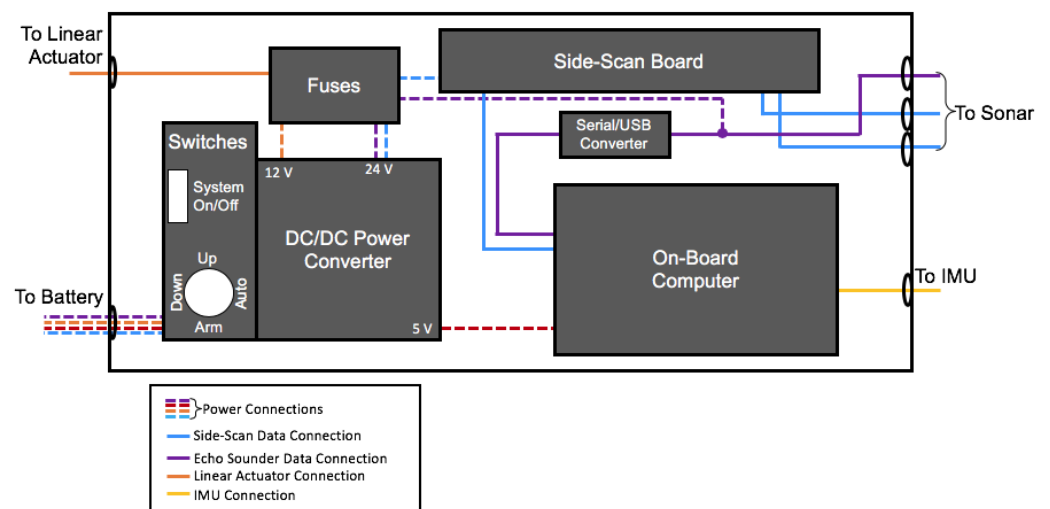 To Linear
Actuator
Fuses
Side-Scan Board
Serial/USB
Converter
To Sonar
Switches
System
On/Off
12 V
24 V
DC/DC Power
Converter
5 V
Up
Down
Auto
Arm
On-Board
Computer
To IMU
To Battery
Power Connections
Side-Scan Data Connection
Echo Sounder Data Connection
Linear Actuator Connection
IMU Connection